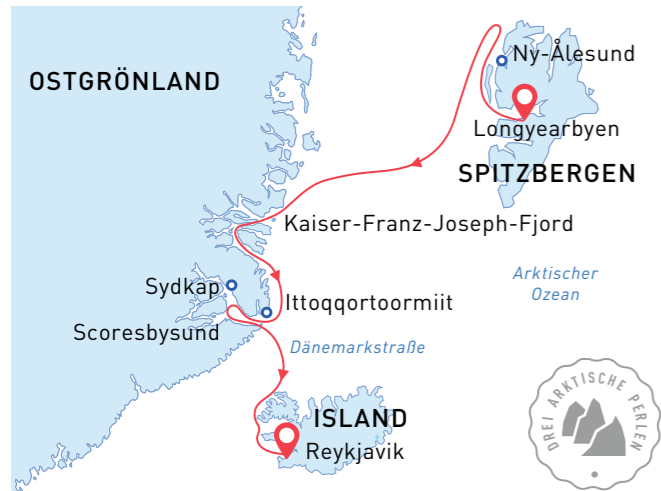 OSTGRÖNLAND
Ny-Ålesund
Longyearbyen
SPITZBERGEN
Kaiser-Franz-Joseph-Fjord
Arktischer
Ozean
Sydkap
Ittoqqortoormiit
Scoresbysund
Dänemarkstraße
ISLAND
Reykjavik
DREI ARKTISCHE PERLEN